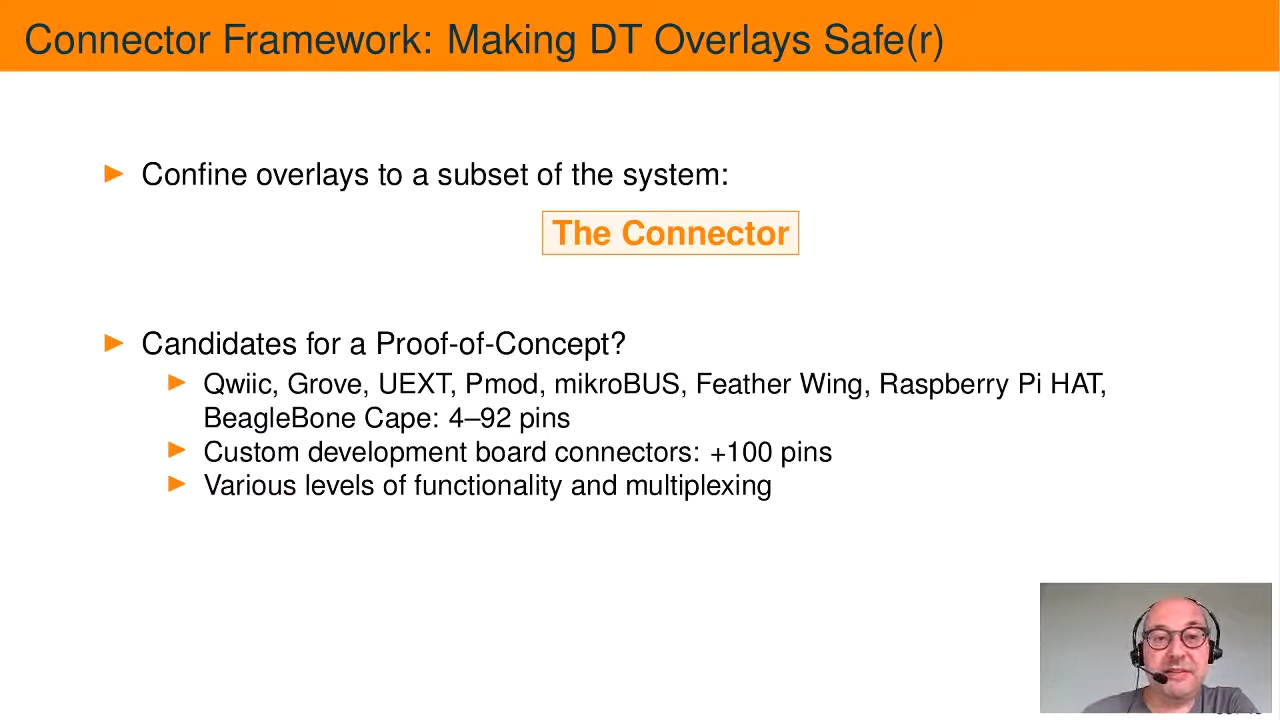 Connector Framework: Making DT Overlays Safe(r)
Confine overlays to a subset of the system:
The Connector
Candidates for a Proof-of-Concept?
Qwiic, Grove, UEXT, Pmod, mikroBUS, Feather Wing, Raspberry Pi HAT,
BeagleBone Cape: 4–92 pins
Custom development board connectors: +100 pins
Various levels of functionality and multiplexing